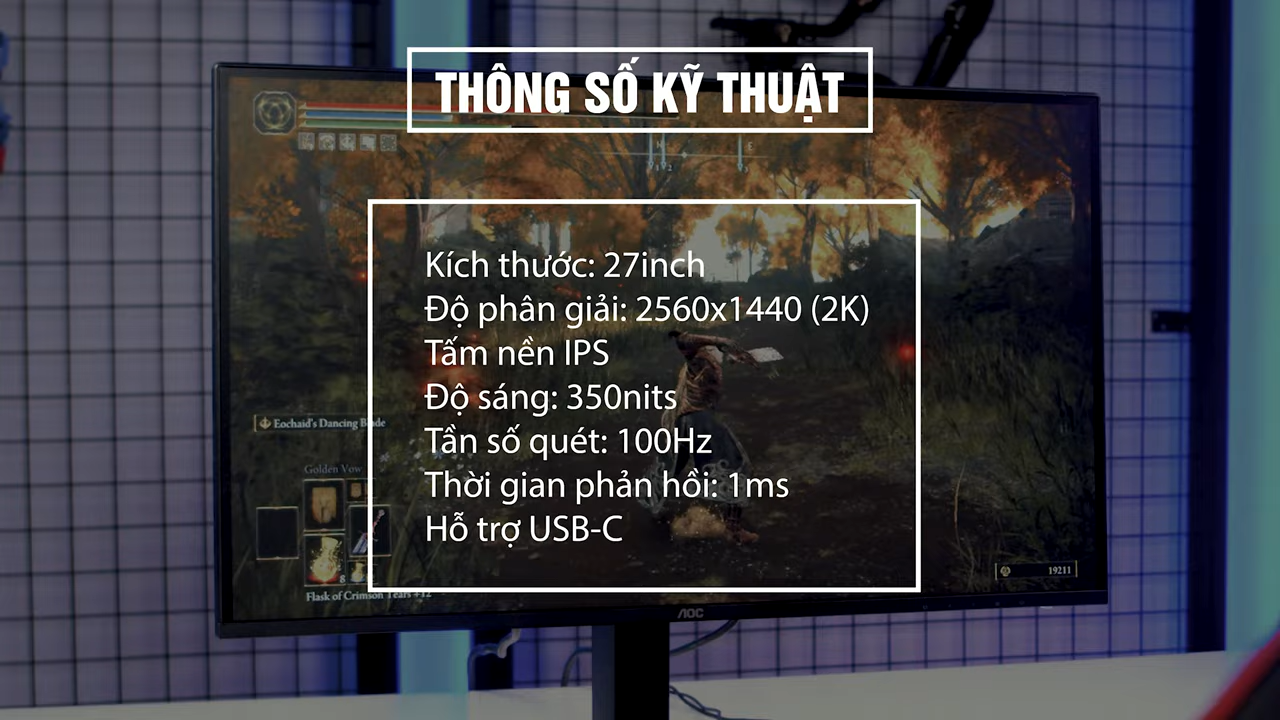 THÔNG SỐ KỸ THUẬT
Kích thước: 27inch
Độ phân giải: 2560x1440 (2K)
Tấm nền IPS
Độ sáng: 350nits
Tần số quét: 100Hz
Thời gian phản hồi: 1ms
Hỗ trợ USB-C
Eochaid's Dancing Blade
Golden Vow
8
Flask of Crimson Tears +12
19211
AOC